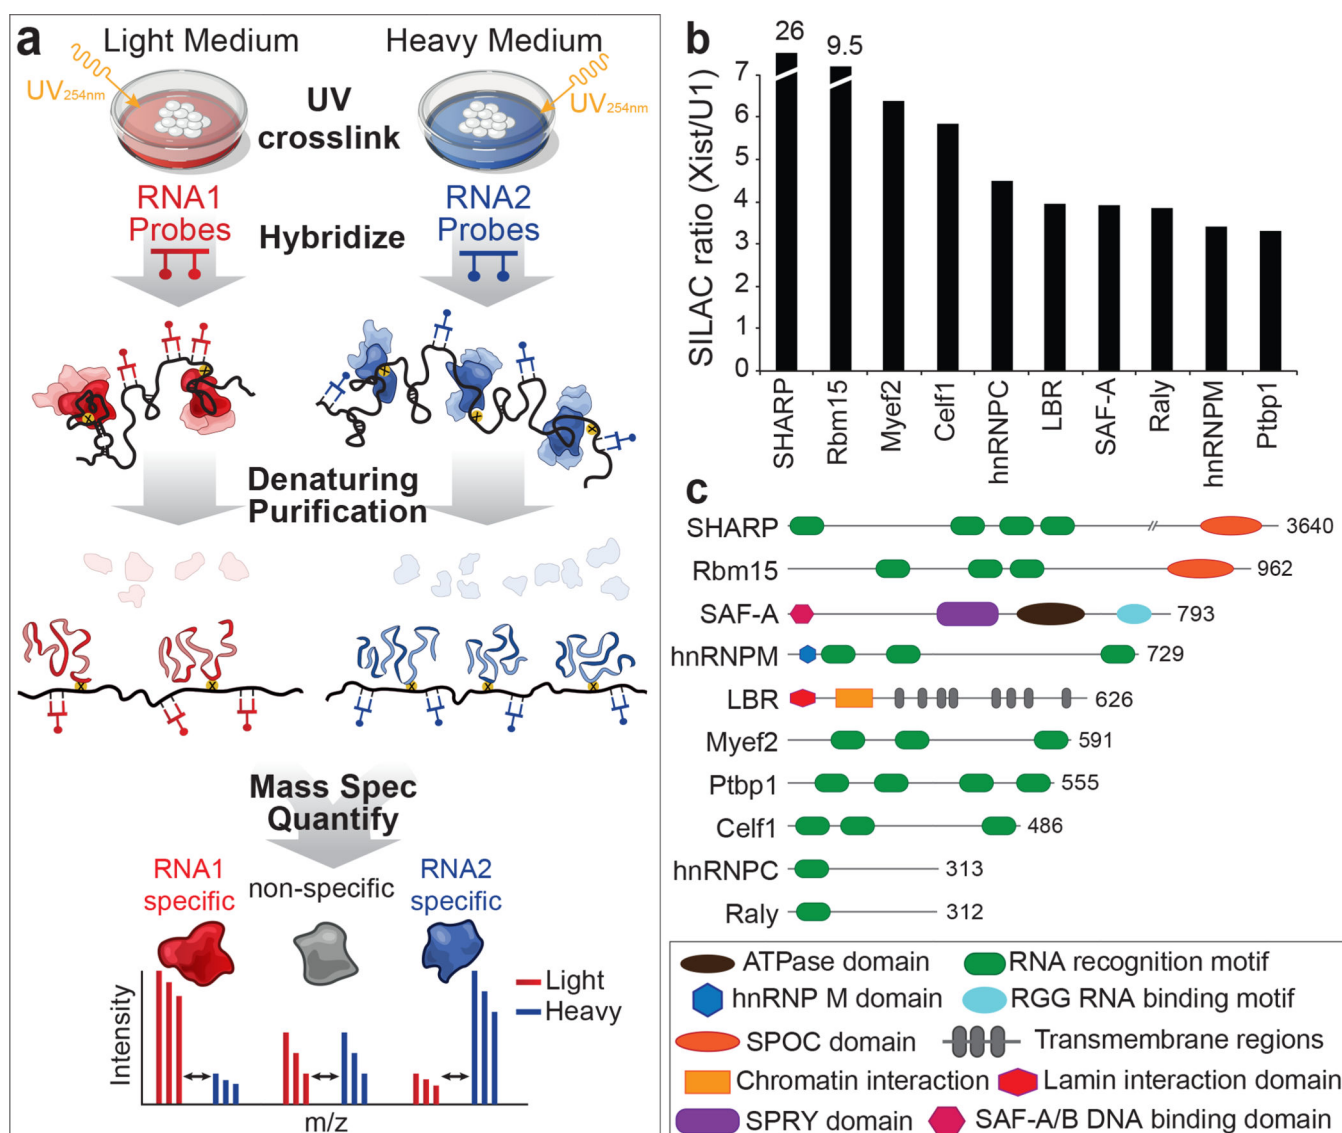 a
Light Medium
Heavy Medium
UV254nm
UV254nm
UV
crosslink
RNA1
Probes
RNA2
Probes
Hybridize
X
X
X
X
X
Denaturing
Purification
X
X
X
X
X
Mass Spec
Quantify
RNA1
specific
non-specific
RNA2
specific
Light
Heavy
Intensity
m/z
b
SILAC ratio (Xist/U1)
26
9.5
7
6
5
4
3
2
1
0
SHARP
Rbm15
Myef2
Celf1
hnRNPC
LBR
SAF-A
Raly
hnRNPM
Ptbp1
c
SHARP 3640
Rbm15 962
SAF-A 793
hnRNPM 729
LBR 626
Myef2 591
Ptbp1 555
Celf1 486
hnRNPC 313
Raly 312
ATPase domain RNA recognition motif
hnRNP M domain RGG RNA binding motif
SPOC domain Transmembrane regions
Chromatin interaction Lamin interaction domain
SPRY domain SAF-A/B DNA binding domain